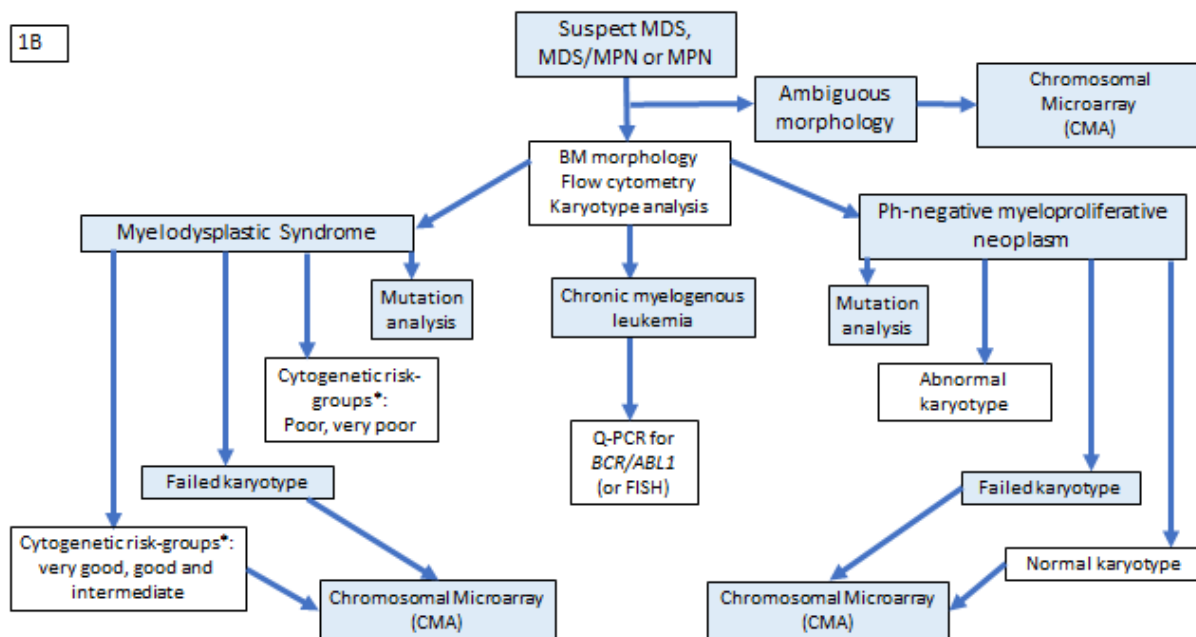 1B
Suspect MDS,
MDS/MPN or MPN
Ambiguous
morphology
Chromosomal
Microarray
(CMA)
BM morphology
Flow cytometry
Karyotype analysis
Myelodysplastic Syndrome
Ph-negative myeloproliferative
neoplasm
Mutation
analysis
Chronic myelogenous
leukemia
Mutation
analysis
Cytogenetic risk-
groups*:
Poor, very poor
Abnormal
karyotype
Q-PCR for
BCR/ABL1
(or FISH)
Failed karyotype
Failed karyotype
Cytogenetic risk-groups*:
very good, good and
intermediate
Normal karyotype
Chromosomal Microarray
(CMA)
Chromosomal Microarray
(CMA)